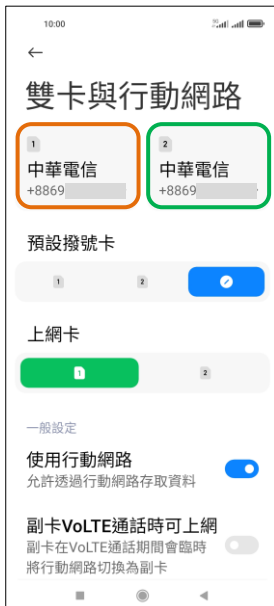 10:00
雙卡與行動網路
1
中華電信
+8869
2
中華電信
+8869
預設撥號卡
1
2
上網卡
1
2
一般設定
使用行動網路
允許透過行動網路存取資料
副卡VoLTE通話時可上網
副卡在VoLTE通話期間會臨時
將行動網路切換為副卡